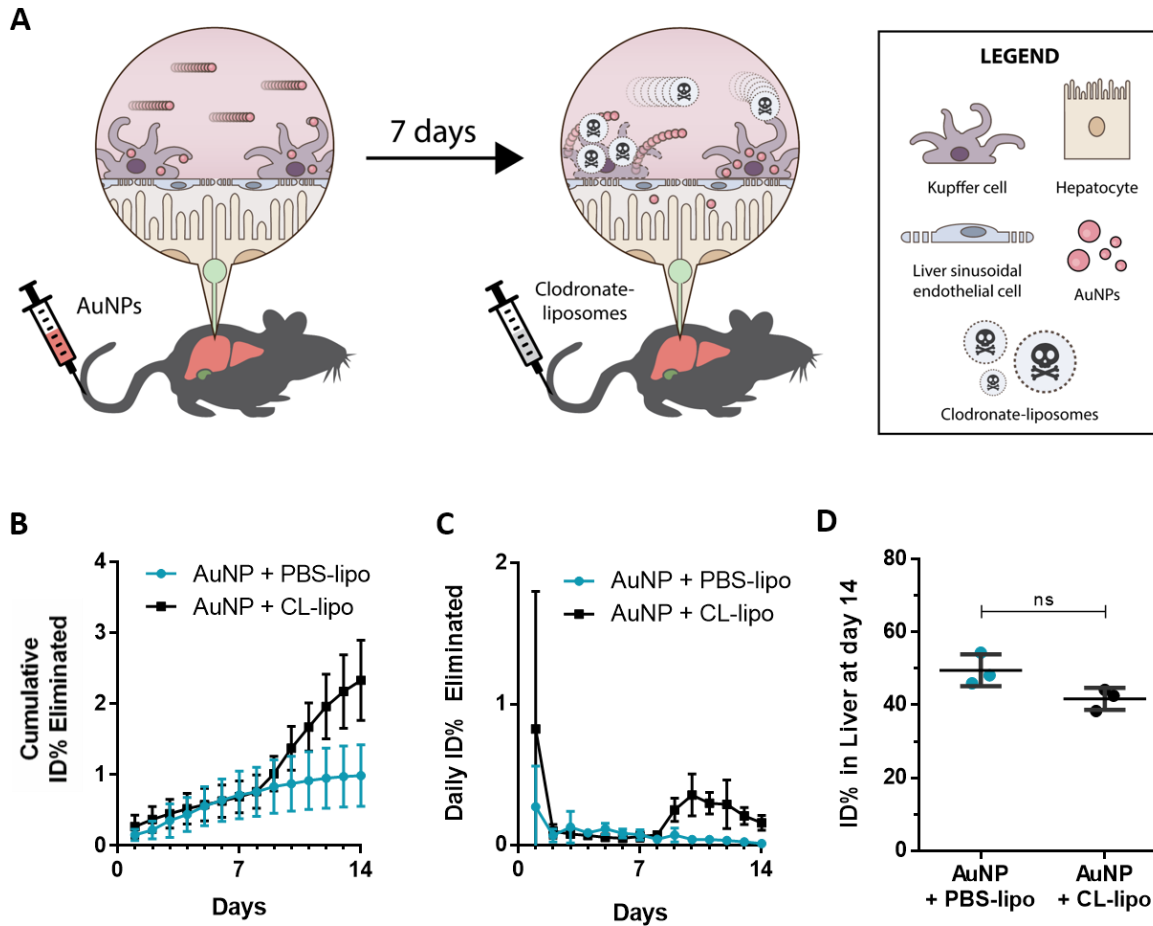 A
AuNPs
7 days
Clodronate-
liposomes
LEGEND
Kupffer cell
Hepatocyte
Liver sinusoidal
endothelial cell
AuNPs
Clodronate-liposomes
B
AuNP + PBS-lipo
AuNP + CL-lipo
Cumulative
ID% Eliminated
4
3
2
1
0
0
7
14
Days
C
AuNP + PBS-lipo
AuNP + CL-lipo
Daily ID% Eliminated
2
1
0
0
7
14
Days
D
ns
ID% in Liver at day 14
80
60
40
20
0
AuNP
+ PBS-lipo
AuNP
+ CL-lipo